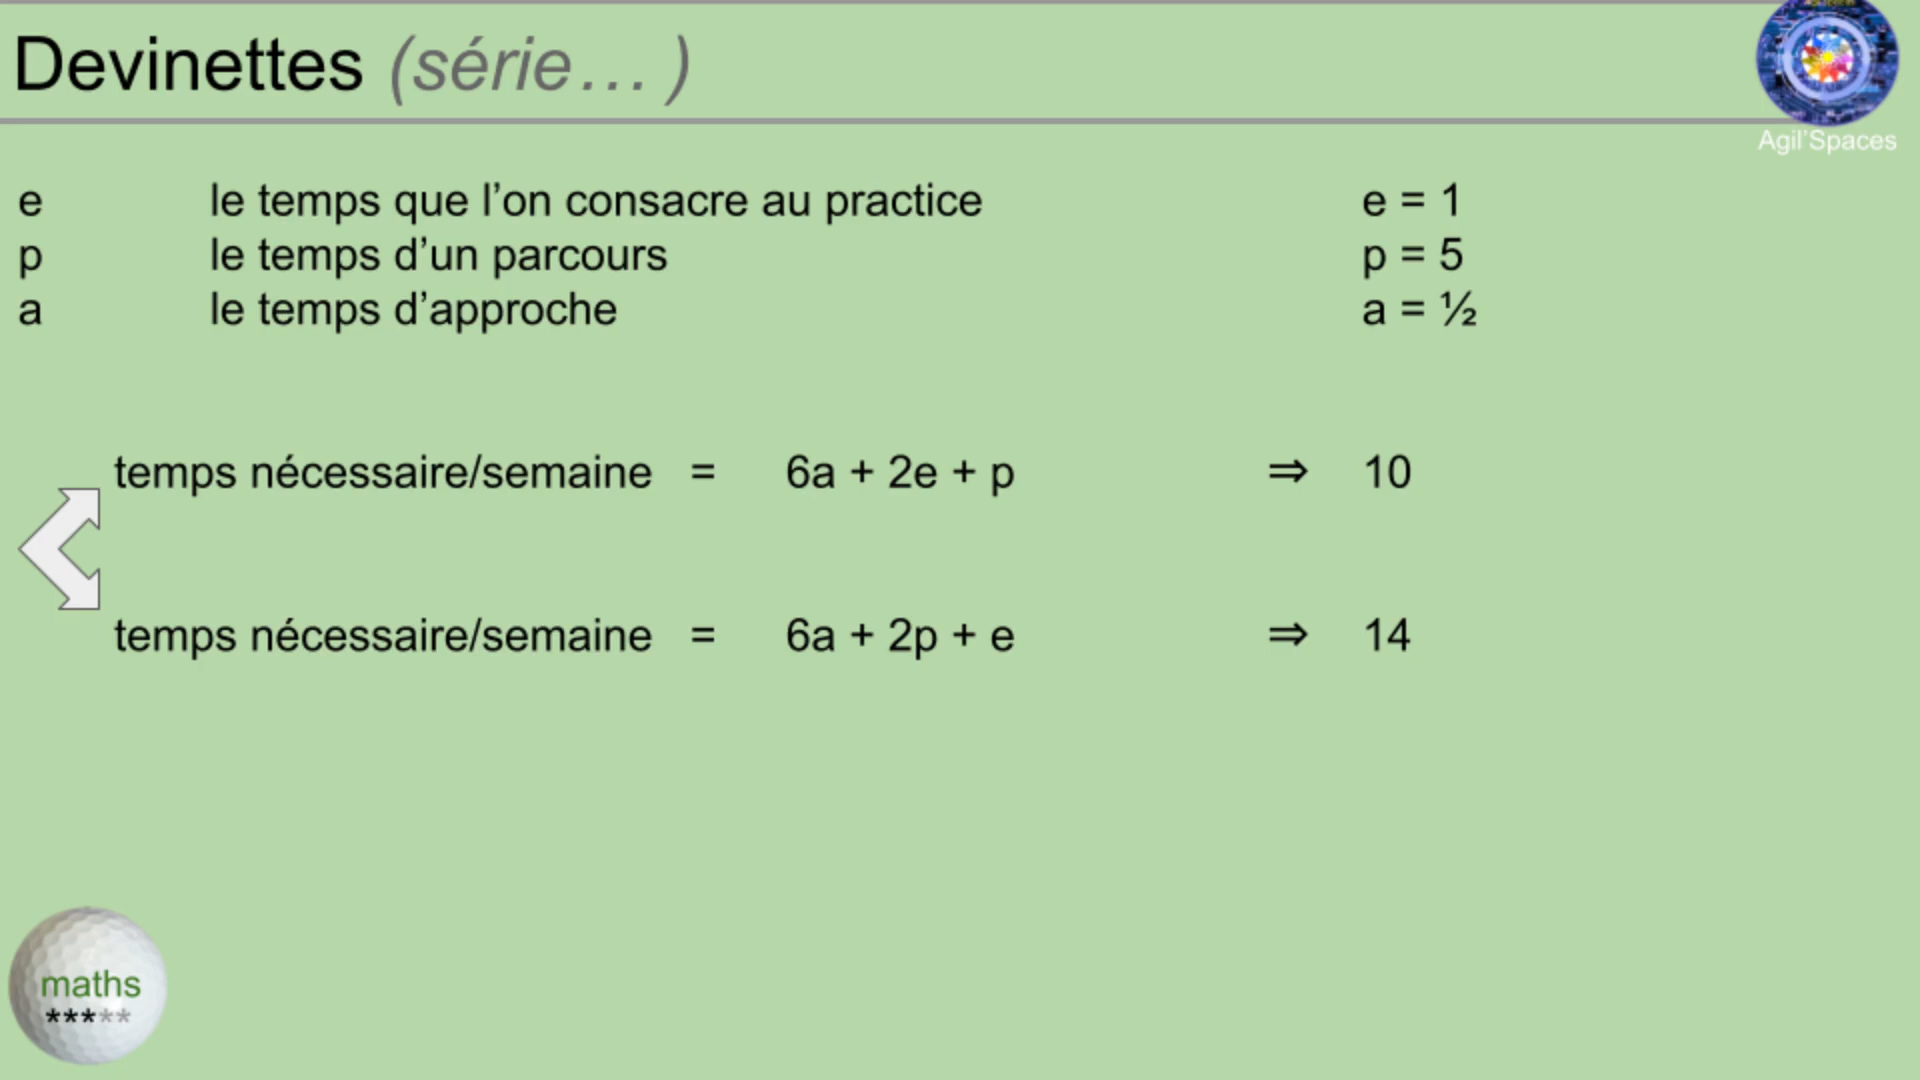 Devinettes (série… )
Agil'Spaces
e le temps que l’on consacre au practice e = 1
p le temps d’un parcours p = 5
a le temps d’approche a = ½
temps nécessaire/semaine = 6a + 2e + p ⇒ 10
temps nécessaire/semaine = 6a + 2p + e ⇒ 14
maths
*****